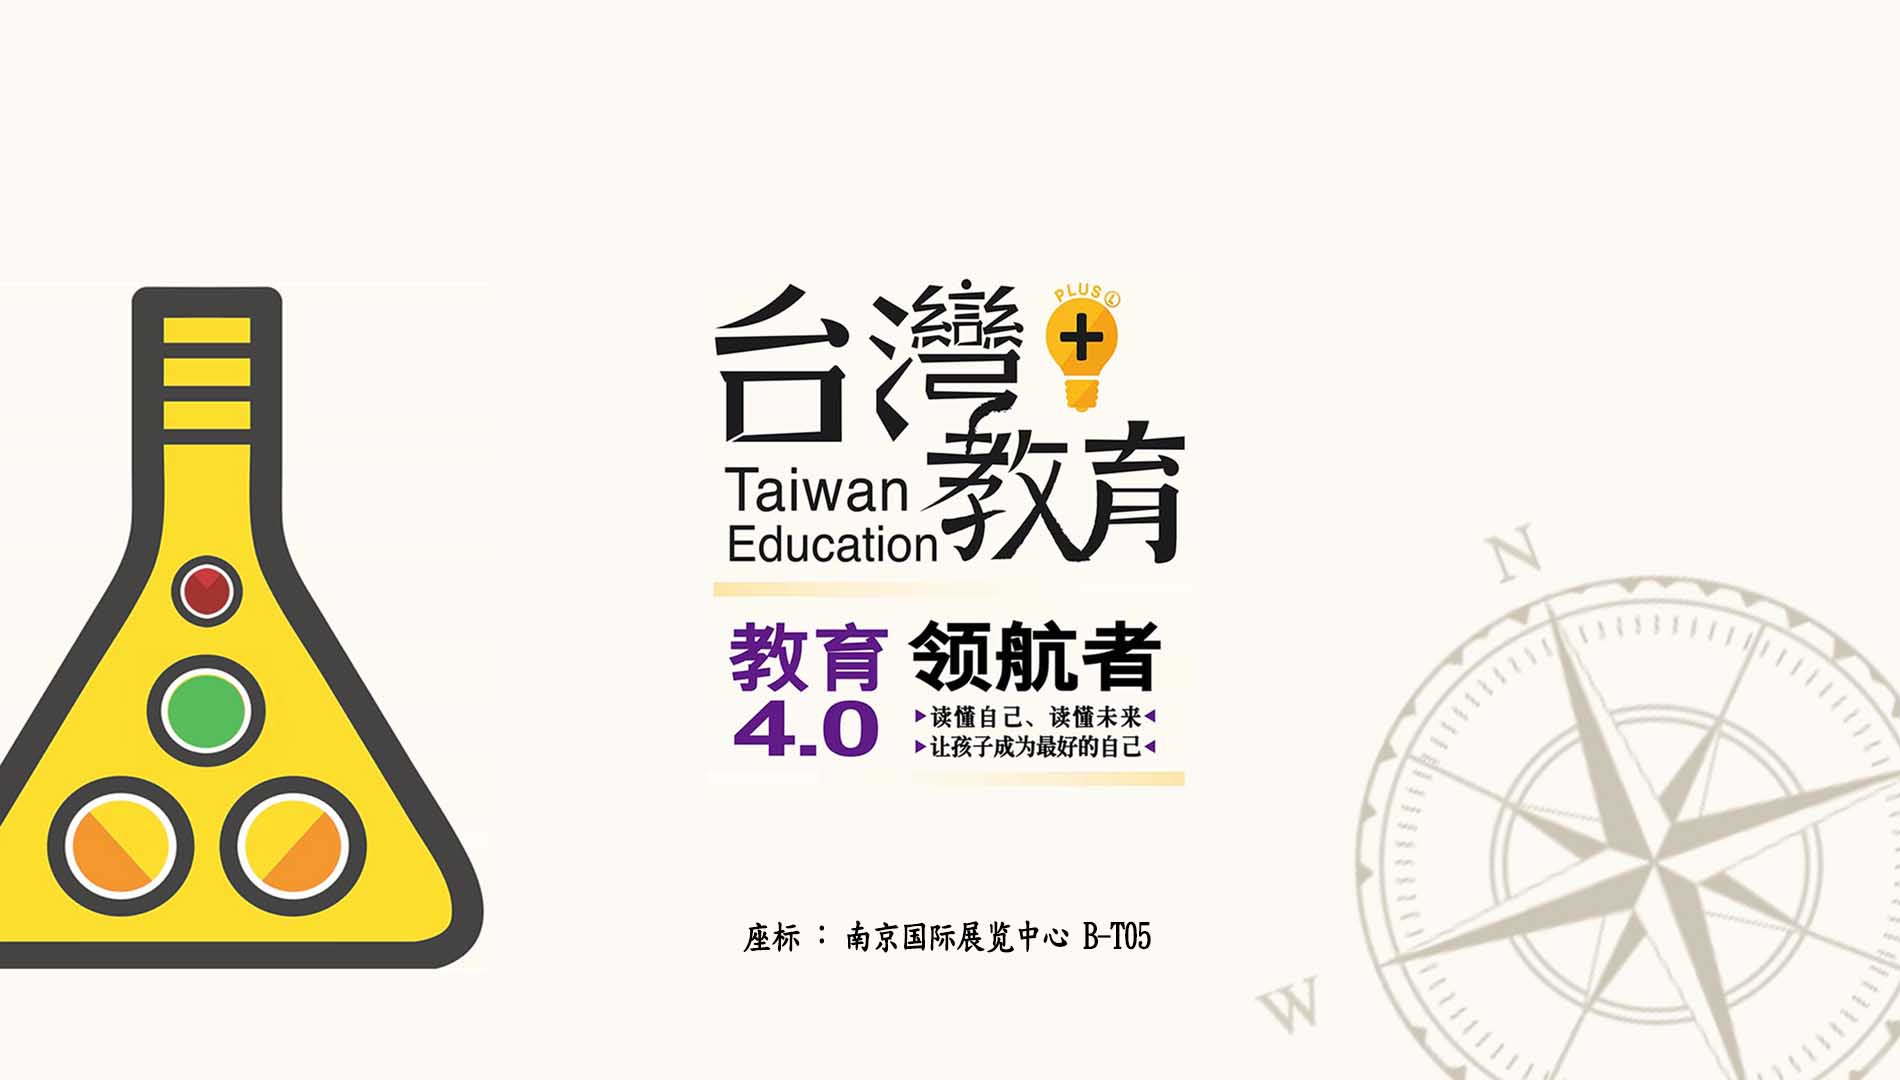 台灣
PLUS
教育
Taiwan
Education
教育 领航者
4.0
读懂自己、读懂未来
让孩子成为最好的自己
座标 : 南京国际展览中心 B-T05
N
W